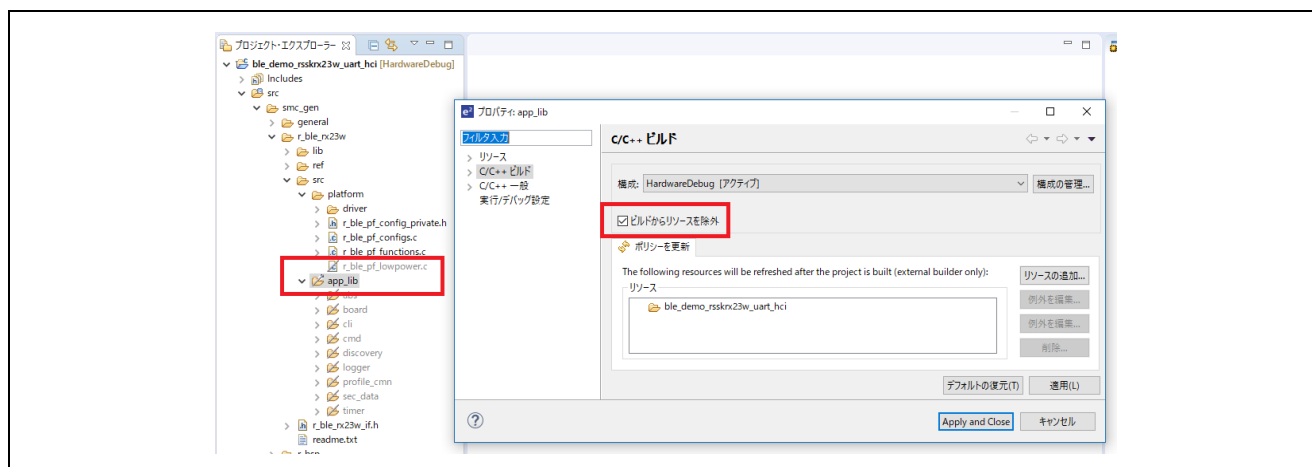 プロジェクト・エクスプローラー
ble_demo_rsskrx23w_uart_hci [HardwareDebug]
Includes
src
smc_gen
general
r_ble_rx23w
lib
ref
src
platform
driver
r_ble_pf_config_private.h
r_ble_pf_configs.c
r_ble_pf_functions.c
r_ble_pf_lowpower.c
app_lib
board
cli
cmd
discovery
logger
profile_cmn
sec_data
timer
r_ble_rx23w_if.h
readme.txt
プロパティ: app_lib
フィルタ入力
リソース
C/C++ ビルド
C/C++ 一般
実行/デバッグ設定
C/C++ ビルド
構成: HardwareDebug [アクティブ]
構成の管理...
ビルドからリソースを除外
ポリシーを更新
The following resources will be refreshed after the project is built (external builder only):
リソースの追加...
リソース
例外を編集...
ble_demo_rsskrx23w_uart_hci
例外を編集...
削除...
デフォルトの復元(T)
適用(L)
Apply and Close
キャンセル